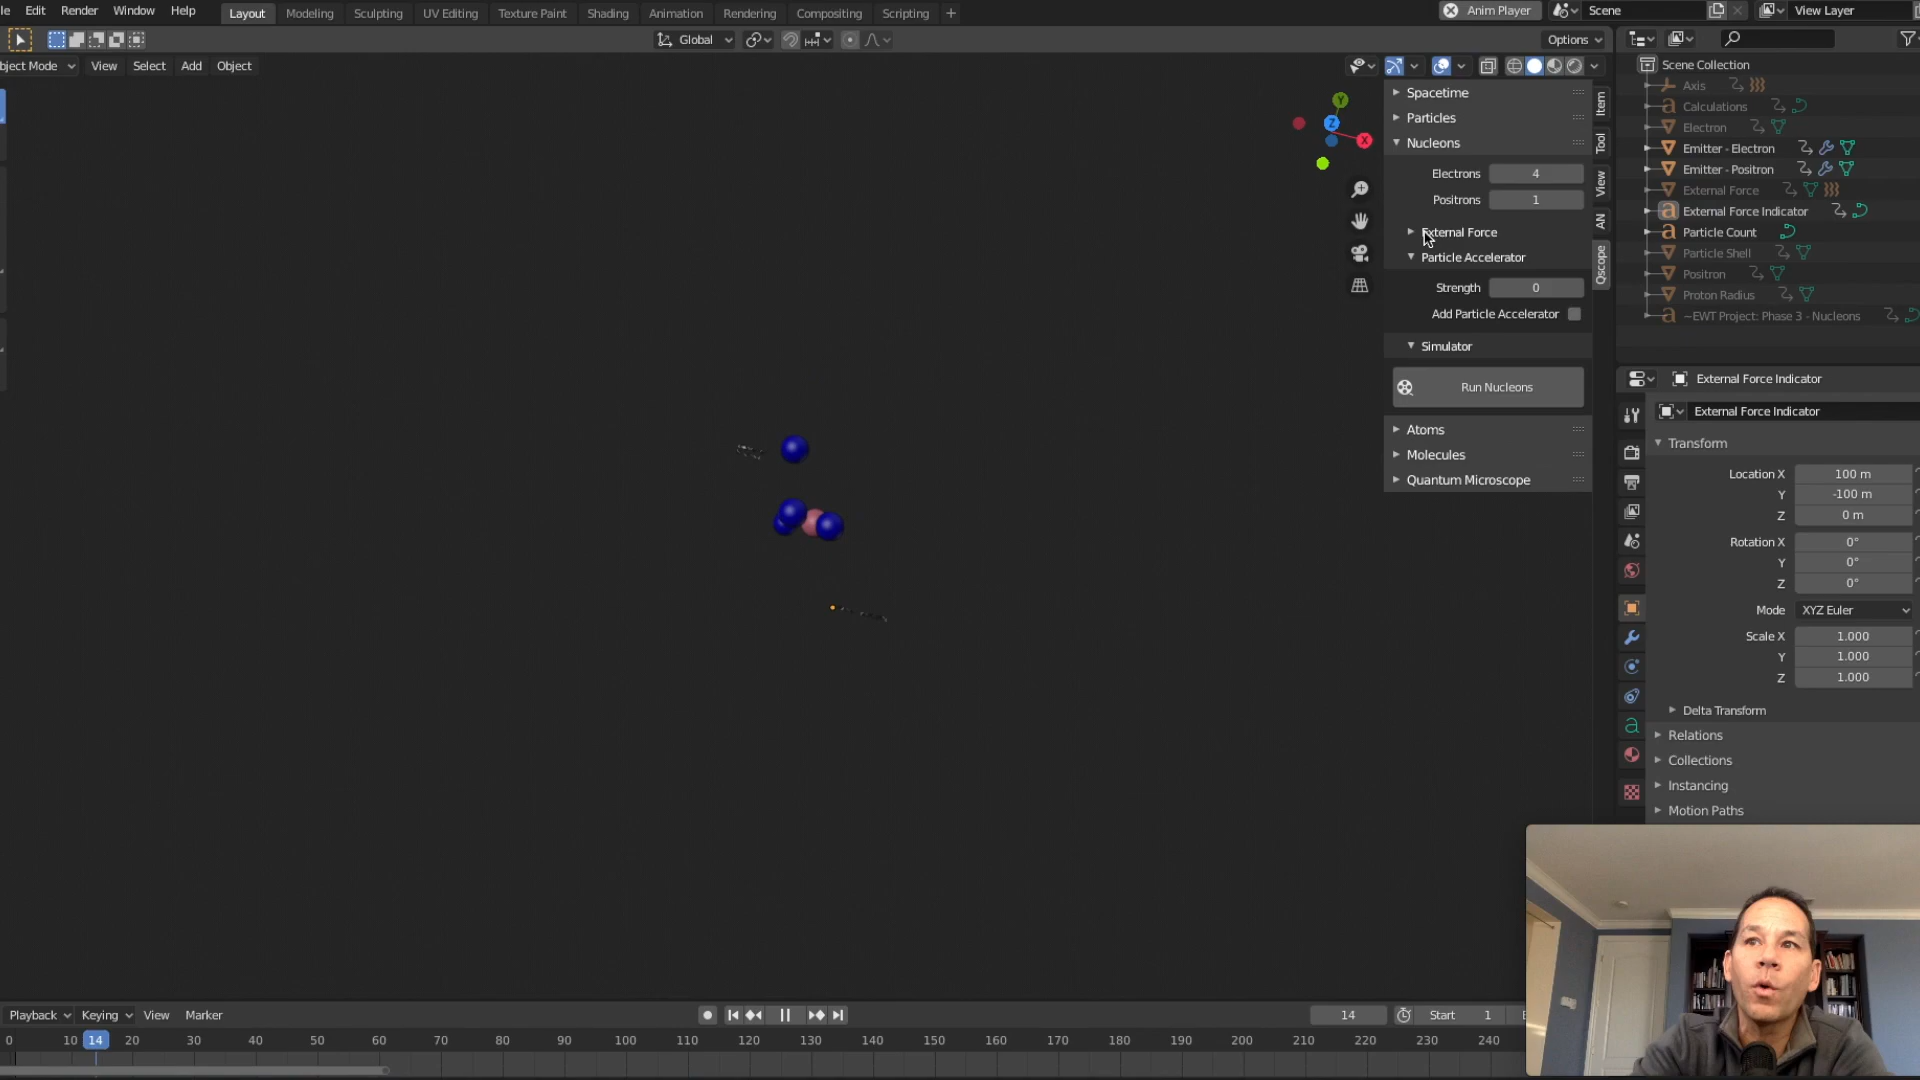 le Edit Render Window Help Layout Modeling Sculpting UV Editing Texture Paint Shading Animation Rendering Compositing Scripting + Anim Player Scene View Layer
Global Options
bject Mode View Select Add Object
Scene Collection
Axis
Calculations
Electron
Emitter - Electron
Emitter - Positron
External Force
External Force Indicator
Particle Count
Particle Shell
Positron
Proton Radius
~EWT Project: Phase 3 - Nucleons
Y
Z
X
Spacetime
Particles
Nucleons
Electrons 4
Positrons 1
External Force
Particle Accelerator
Strength 0
Add Particle Accelerator
Simulator
Run Nucleons
Atoms
Molecules
Quantum Microscope
Item
Tool
View
AN
Qscope
External Force Indicator
External Force Indicator
Transform
Location X 100 m
Y -100 m
Z 0 m
Rotation X 0°
Y 0°
Z 0°
Mode XYZ Euler
Scale X 1.000
Y 1.000
Z 1.000
Delta Transform
Relations
Collections
Instancing
Motion Paths
Playback Keying View Marker 14 Start 1
0 10 14 20 30 40 50 60 70 80 90 100 110 120 130 140 150 160 170 180 190 200 210 220 230 240